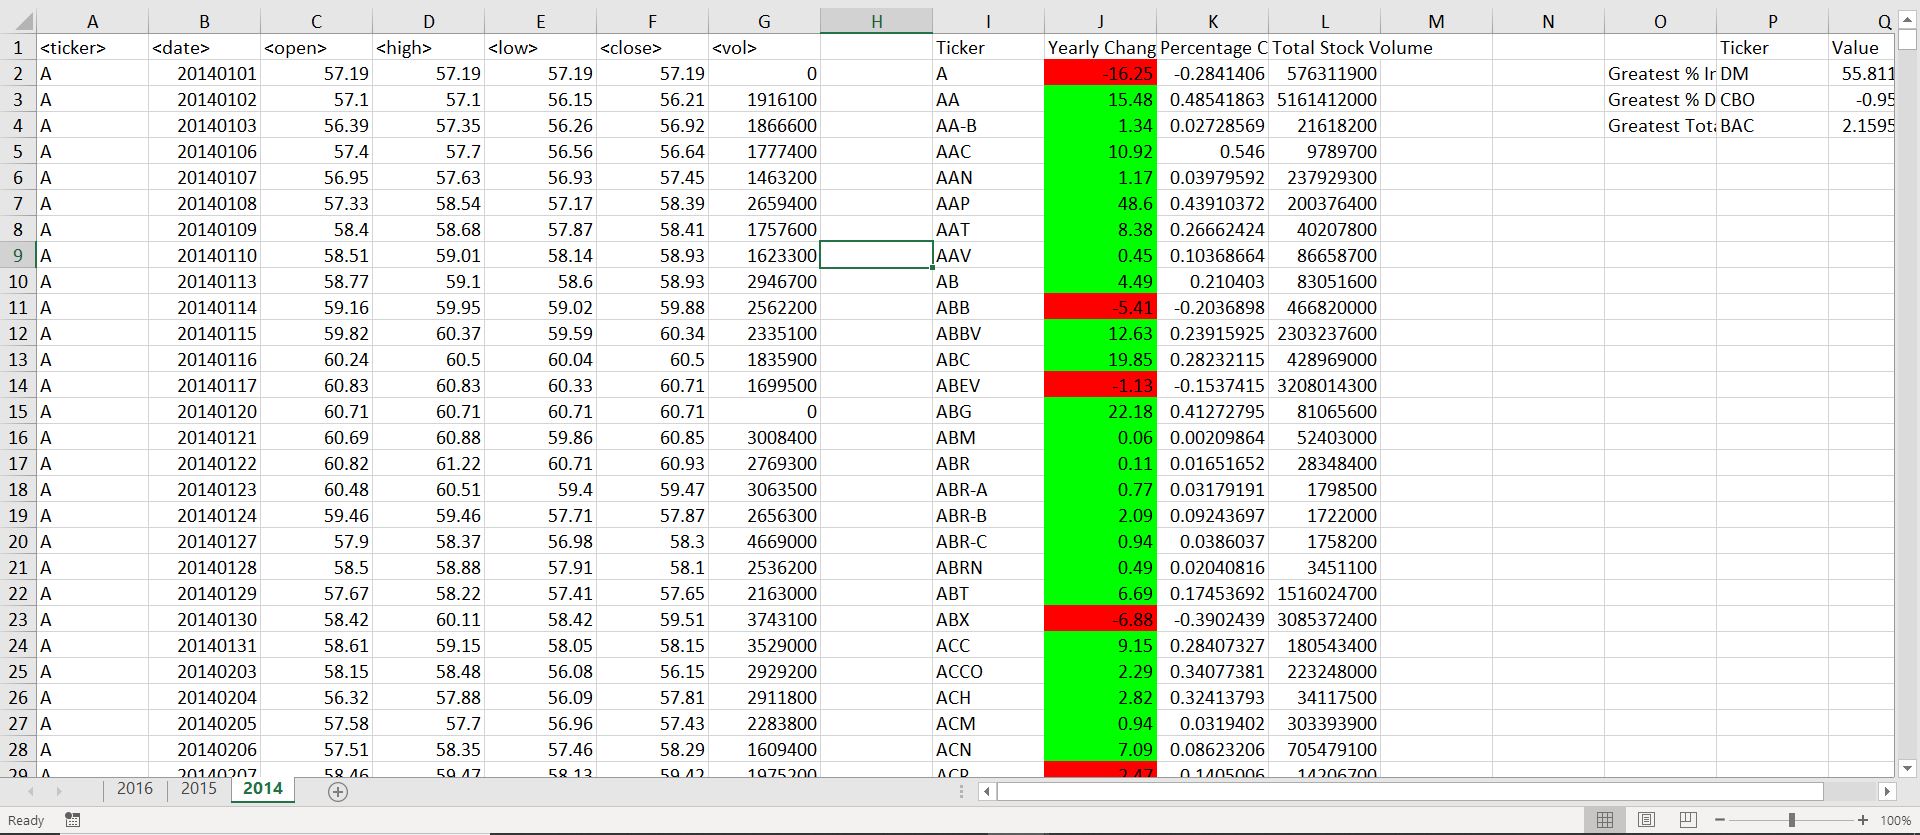 A B C D E F G H I J K L M N O P Q
1 <ticker> <date> <open> <high> <low> <close> <vol> Ticker Yearly Chang Percentage C Total Stock Volume Ticker Value
2 A 20140101 57.19 57.19 57.19 57.19 0 A -16.25 -0.2841406 576311900 Greatest % In DM 55.811
3 A 20140102 57.1 57.1 56.15 56.21 1916100 AA 15.48 0.48541863 5161412000 Greatest % D CBO -0.95
4 A 20140103 56.39 57.35 56.26 56.92 1866600 AA-B 1.34 0.02728569 21618200 Greatest Tota BAC 2.1595
5 A 20140106 57.4 57.7 56.56 56.64 1777400 AAC 10.92 0.546 9789700
6 A 20140107 56.95 57.63 56.93 57.45 1463200 AAN 1.17 0.03979592 237929300
7 A 20140108 57.33 58.54 57.17 58.39 2659400 AAP 48.6 0.43910372 200376400
8 A 20140109 58.4 58.68 57.87 58.41 1757600 AAT 8.38 0.26662424 40207800
9 A 20140110 58.51 59.01 58.14 58.93 1623300 AAV 0.45 0.10368664 86658700
10 A 20140113 58.77 59.1 58.6 58.93 2946700 AB 4.49 0.210403 83051600
11 A 20140114 59.16 59.95 59.02 59.88 2562200 ABB -5.41 -0.2036898 466820000
12 A 20140115 59.82 60.37 59.59 60.34 2335100 ABBV 12.63 0.23915925 2303237600
13 A 20140116 60.24 60.5 60.04 60.5 1835900 ABC 19.85 0.28232115 428969000
14 A 20140117 60.83 60.83 60.33 60.71 1699500 ABEV -1.13 -0.1537415 3208014300
15 A 20140120 60.71 60.71 60.71 60.71 0 ABG 22.18 0.41272795 81065600
16 A 20140121 60.69 60.88 59.86 60.85 3008400 ABM 0.06 0.00209864 52403000
17 A 20140122 60.82 61.22 60.71 60.93 2769300 ABR 0.11 0.01651652 28348400
18 A 20140123 60.48 60.51 59.4 59.47 3063500 ABR-A 0.77 0.03179191 1798500
19 A 20140124 59.46 59.46 57.71 57.87 2656300 ABR-B 2.09 0.09243697 1722000
20 A 20140127 57.9 58.37 56.98 58.3 4669000 ABR-C 0.94 0.0386037 1758200
21 A 20140128 58.5 58.88 57.91 58.1 2536200 ABRN 0.49 0.02040816 3451100
22 A 20140129 57.67 58.22 57.41 57.65 2163000 ABT 6.69 0.17453692 1516024700
23 A 20140130 58.42 60.11 58.42 59.51 3743100 ABX -6.88 -0.3902439 3085372400
24 A 20140131 58.61 59.15 58.05 58.15 3529000 ACC 9.15 0.28407327 180543400
25 A 20140203 58.15 58.48 56.08 56.15 2929200 ACCO 2.29 0.34077381 223248000
26 A 20140204 56.32 57.88 56.09 57.81 2911800 ACH 2.82 0.32413793 34117500
27 A 20140205 57.58 57.7 56.96 57.43 2283800 ACM 0.94 0.0319402 303393900
28 A 20140206 57.51 58.35 57.46 58.29 1609400 ACN 7.09 0.08623206 705479100
29 A 20140207 58.46 59.47 58.13 59.42 1975200 ACP -2.47 -0.1405006 14206700
2016 2015 2014
Ready 100%